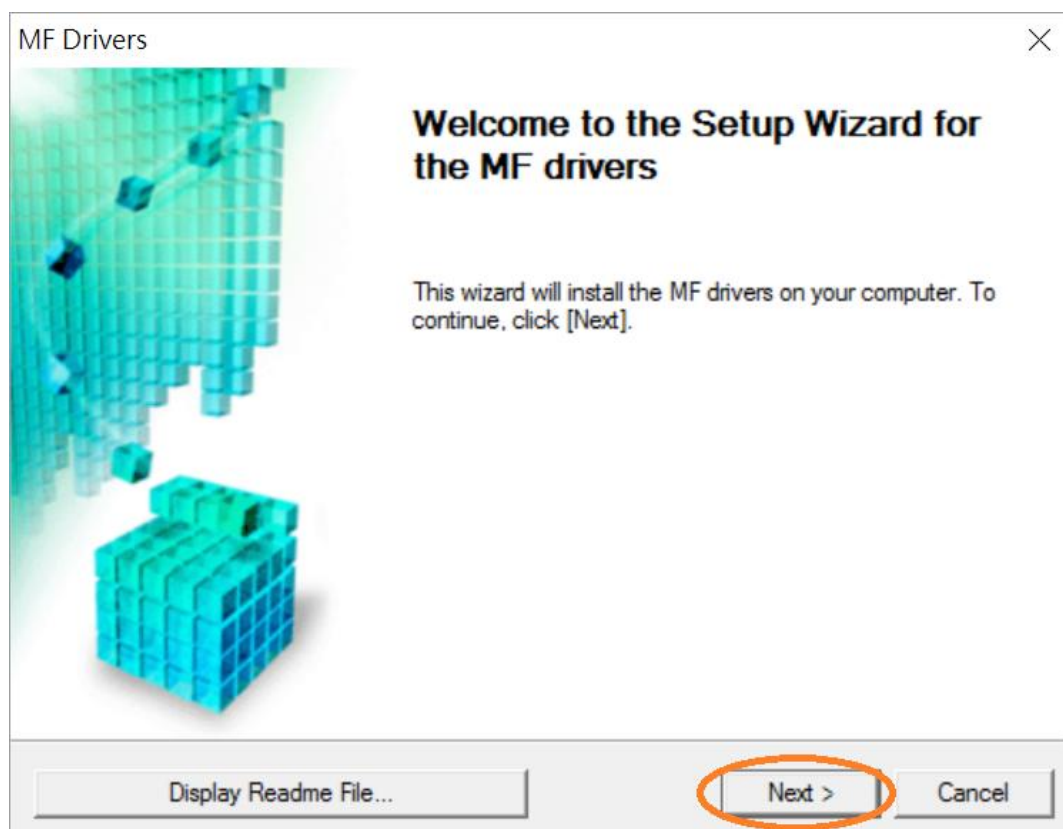 MF Drivers
Welcome to the Setup Wizard for
the MF drivers
This wizard will install the MF drivers on your computer. To
continue, click [Next].
Display Readme File...
Next >
Cancel